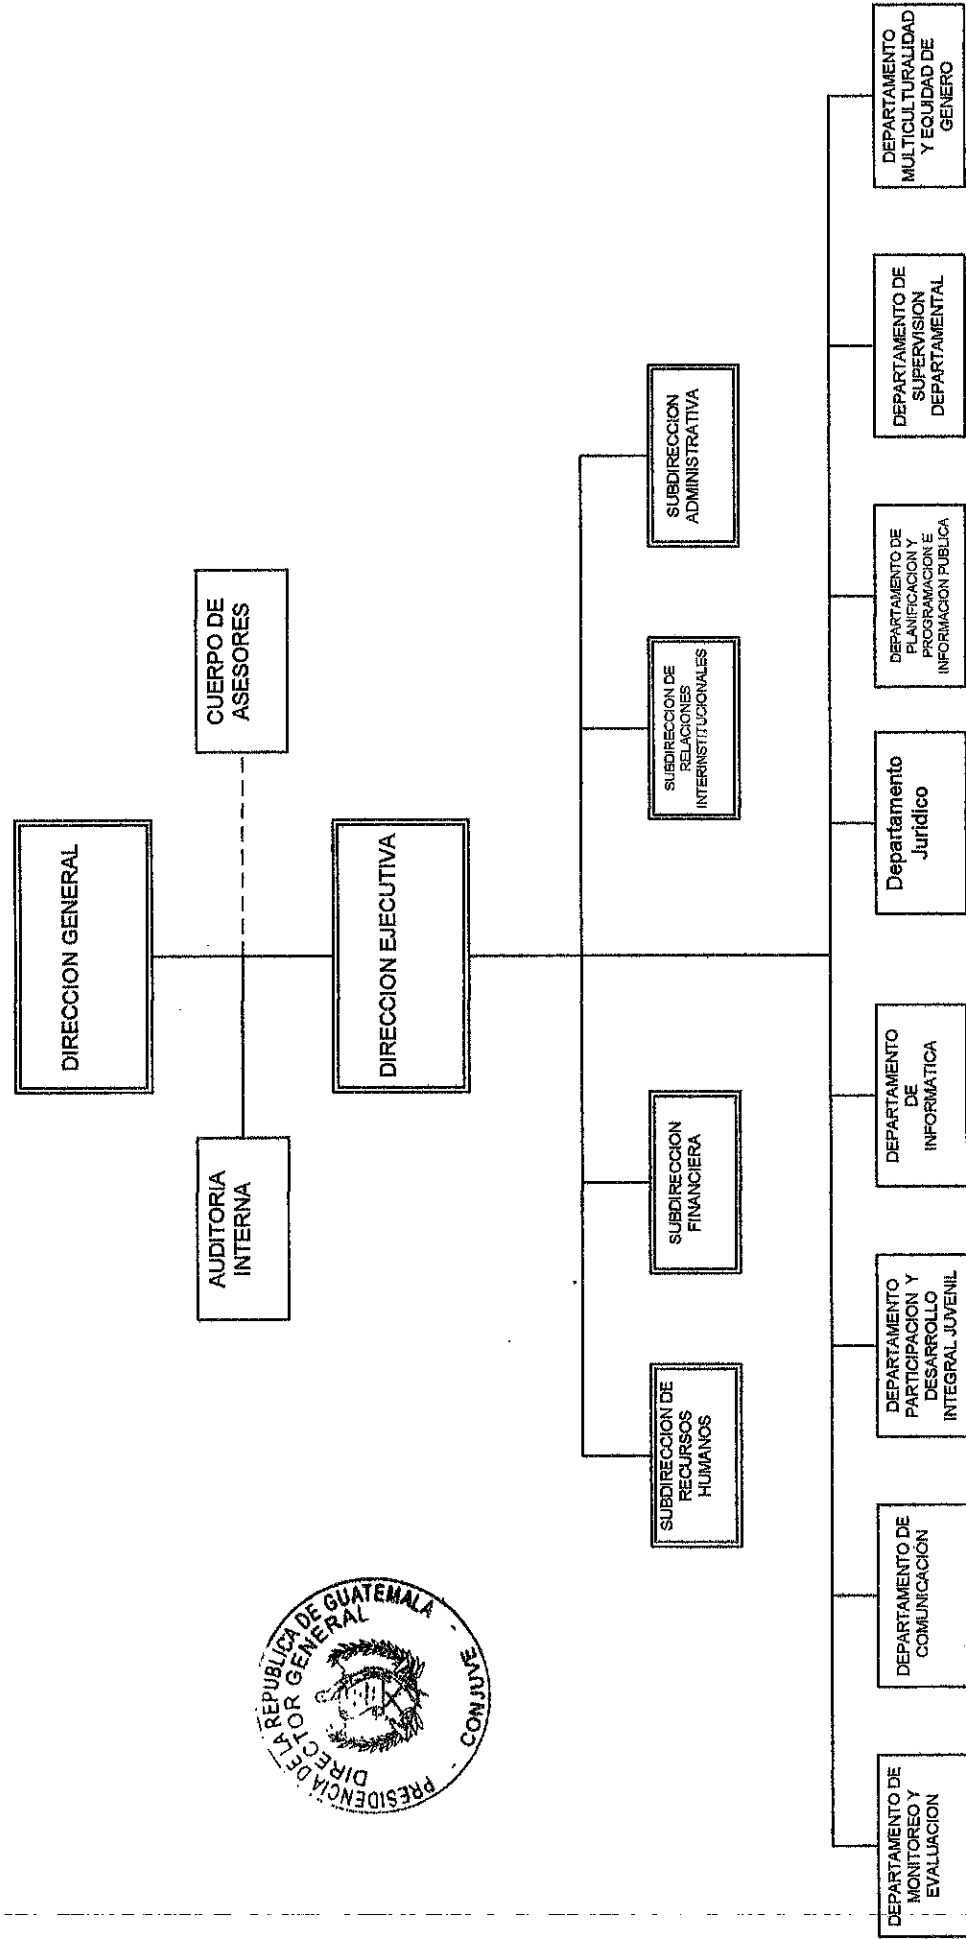 DIRECCION GENERAL
AUDITORIA
INTERNA
CUERPO DE
ASESORES
DIRECCION EJECUTIVA
PRESIDENCIA DE LA REPUBLICA DE GUATEMALA
DIRECTOR GENERAL
- CONJUVE -
SUBDIRECCION DE
RECURSOS
HUMANOS
SUBDIRECCION
FINANCIERA
SUBDIRECCION DE
RELACIONES
INTERINSTITUCIONALES
SUBDIRECCION
ADMINISTRATIVA
DEPARTAMENTO DE
MONITOREO Y
EVALUACION
DEPARTAMENTO DE
COMUNICACIÓN
DEPARTAMENTO
PARTICIPACION Y
DESARROLLO
INTEGRAL JUVENIL
DEPARTAMENTO
DE
INFORMATICA
Departamento
Juridico
DEPARTAMENTO DE
PLANIFICACION Y
PROGRAMACION E
INFORMACION PUBLICA
DEPARTAMENTO DE
SUPERVISION
DEPARTAMENTAL
DEPARTAMENTO
MULTICULTURALIDAD
Y EQUIDAD DE
GENERO